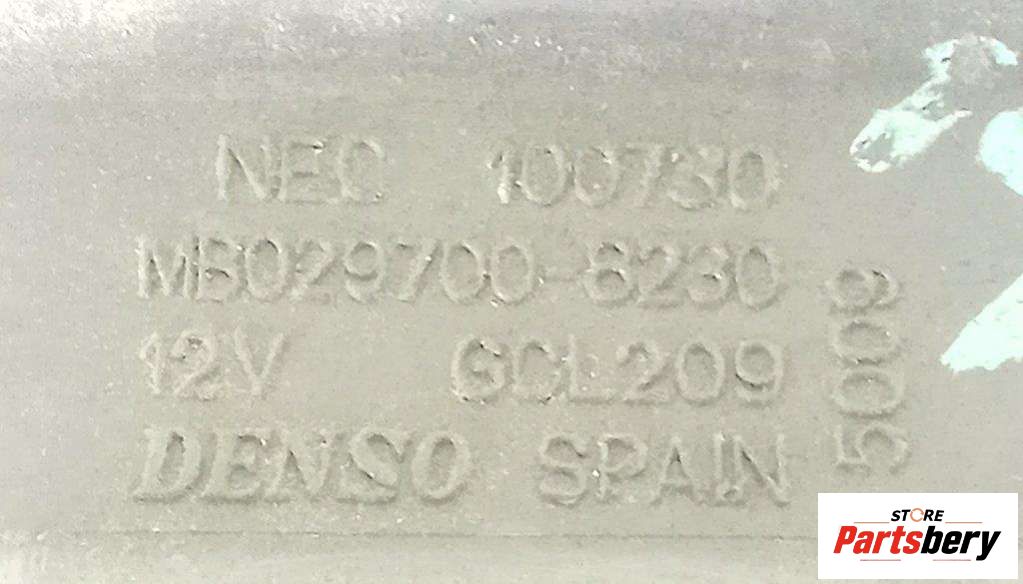 NEC 100730
MB029700-8230
12V GCL209
DENSO SPAIN
5009
STORE
Partsbery